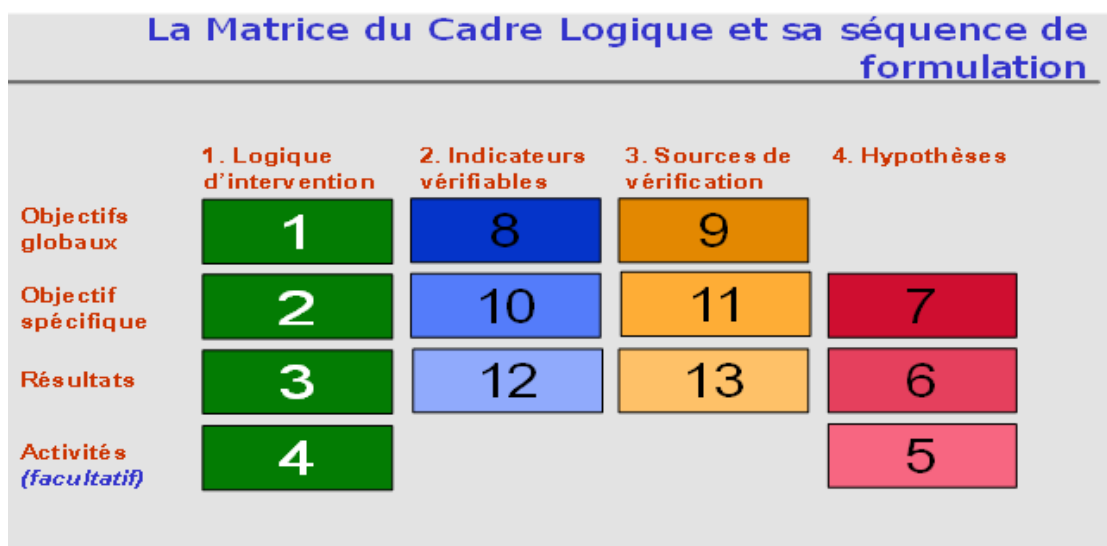 La Matrice du Cadre Logique et sa séquence de
formulation
1. Logique
d'intervention
2. Indicateurs
vérifiables
3. Sources de
vérification
4. Hypothèses
Objectifs
globaux
1
8
9
Objectif
spécifique
2
10
11
7
Résultats
3
12
13
6
Activités
(facultatif)
4
5